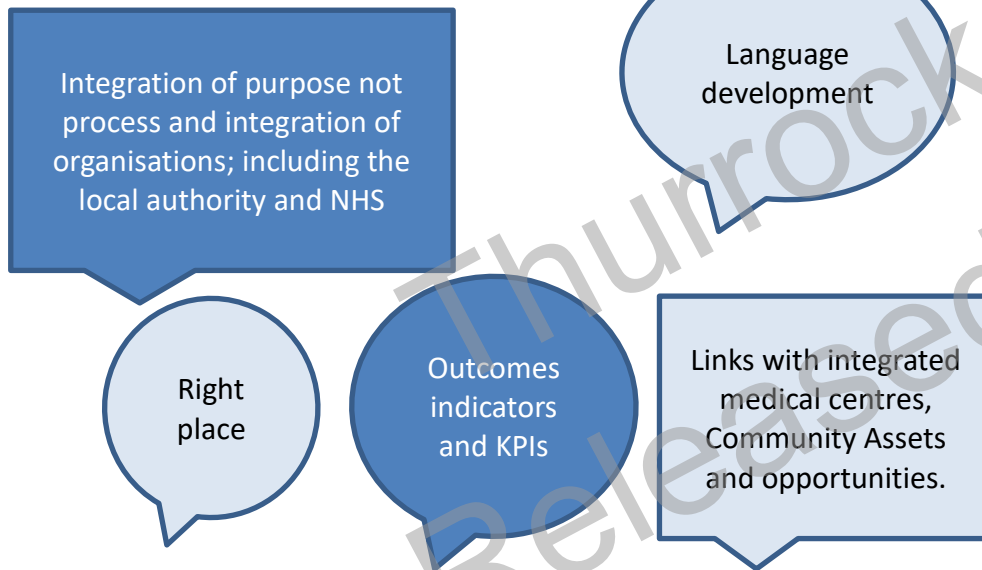 Integration of purpose not
process and integration of
organisations; including the
local authority and NHS
Language
development
Right
place
Outcomes
indicators
and KPIs
Links with integrated
medical centres,
Community Assets
and opportunities.
Thurrock
Released